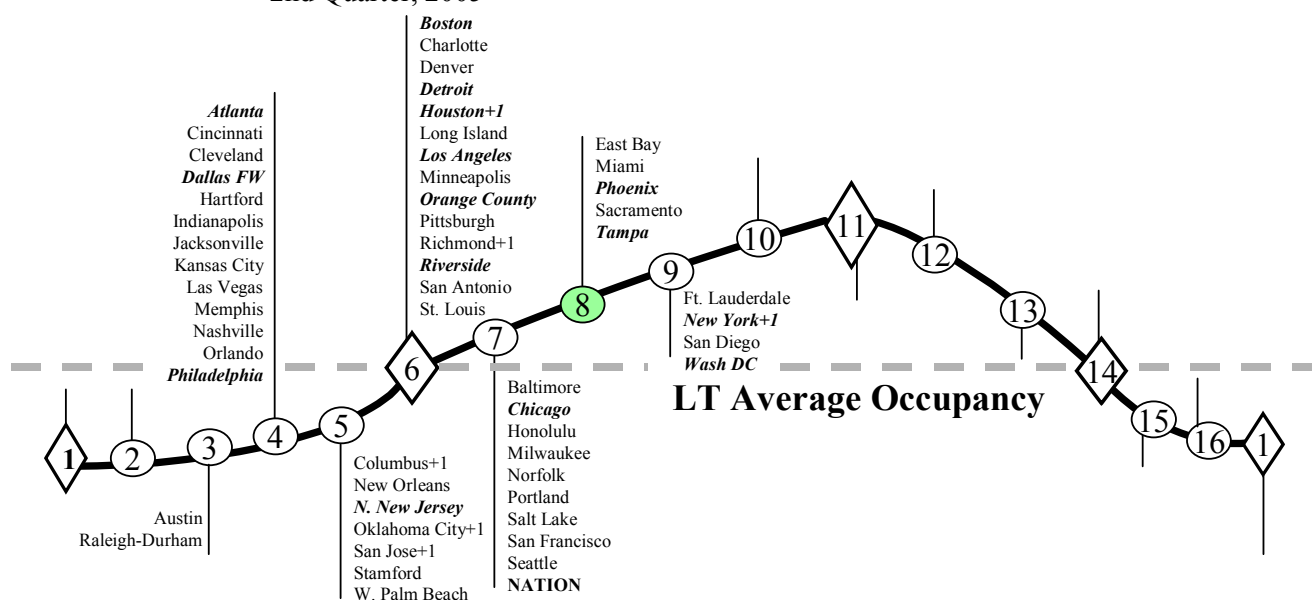 2nd Quarter, 2005
Boston
Charlotte
Denver
Detroit
Houston+1
Long Island
Los Angeles
Minneapolis
Orange County
Pittsburgh
Richmond+1
Riverside
San Antonio
St. Louis
Atlanta
Cincinnati
Cleveland
Dallas FW
Hartford
Indianapolis
Jacksonville
Kansas City
Las Vegas
Memphis
Nashville
Orlando
Philadelphia
East Bay
Miami
Phoenix
Sacramento
Tampa
Ft. Lauderdale
New York+1
San Diego
Wash DC
1
2
3
4
5
6
7
8
9
10
11
12
13
14
15
16
1
LT Average Occupancy
Baltimore
Chicago
Honolulu
Milwaukee
Norfolk
Portland
Salt Lake
San Francisco
Seattle
NATION
Columbus+1
New Orleans
N. New Jersey
Oklahoma City+1
San Jose+1
Stamford
W. Palm Beach
Austin
Raleigh-Durham